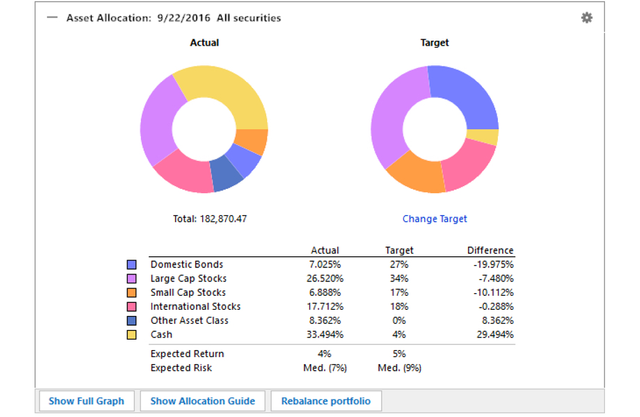 Asset Allocation: 9/22/2016 All securities
Actual Target
Total: 182,870.47 Change Target
Actual Target Difference
Domestic Bonds 7.025% 27% -19.975%
Large Cap Stocks 26.520% 34% -7.480%
Small Cap Stocks 6.888% 17% -10.112%
International Stocks 17.712% 18% -0.288%
Other Asset Class 8.362% 0% 8.362%
Cash 33.494% 4% 29.494%
Expected Return 4% 5%
Expected Risk Med. (7%) Med. (9%)
Show Full Graph Show Allocation Guide Rebalance portfolio